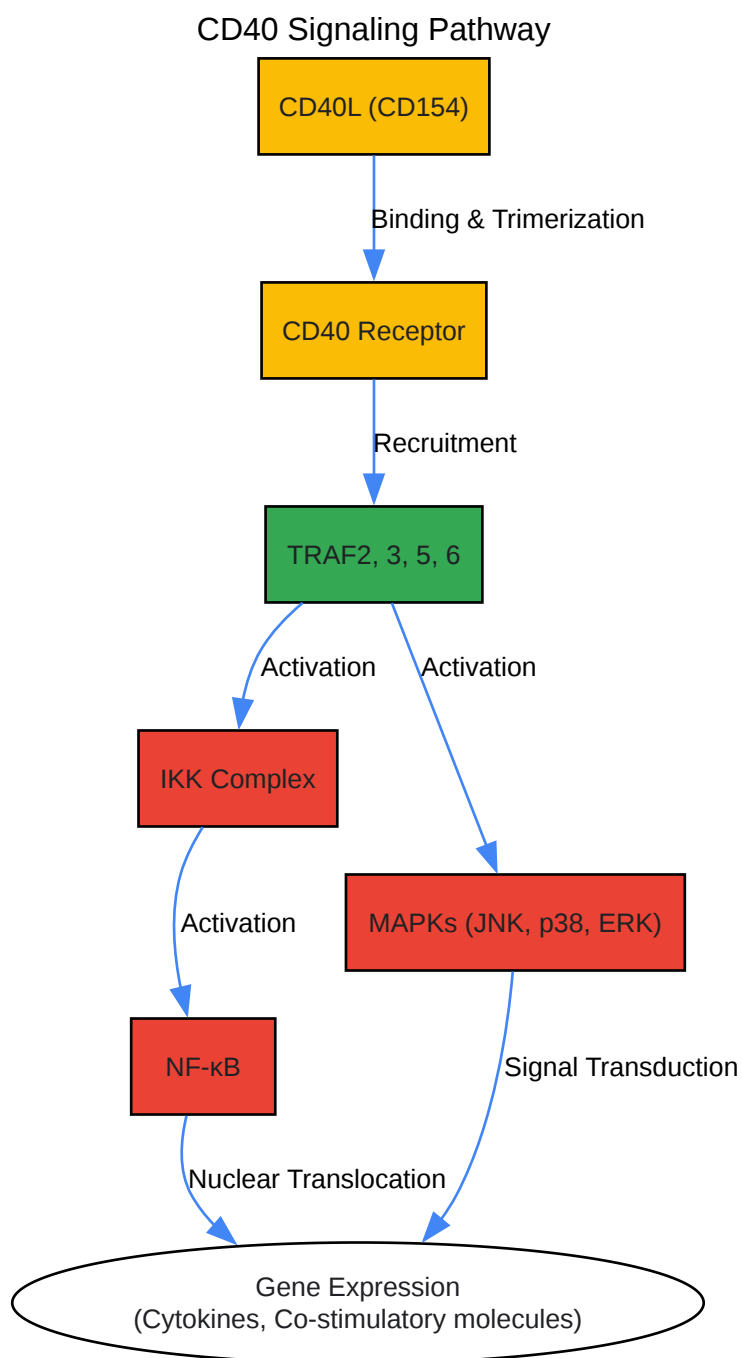 CD40 Signaling Pathway
CD40L (CD154)
Binding & Trimerization
CD40 Receptor
Recruitment
TRAF2, 3, 5, 6
Activation
Activation
IKK Complex
Activation
MAPKs (JNK, p38, ERK)
NF-κB
Signal Transduction
Nuclear Translocation
Gene Expression
(Cytokines, Co-stimulatory molecules)